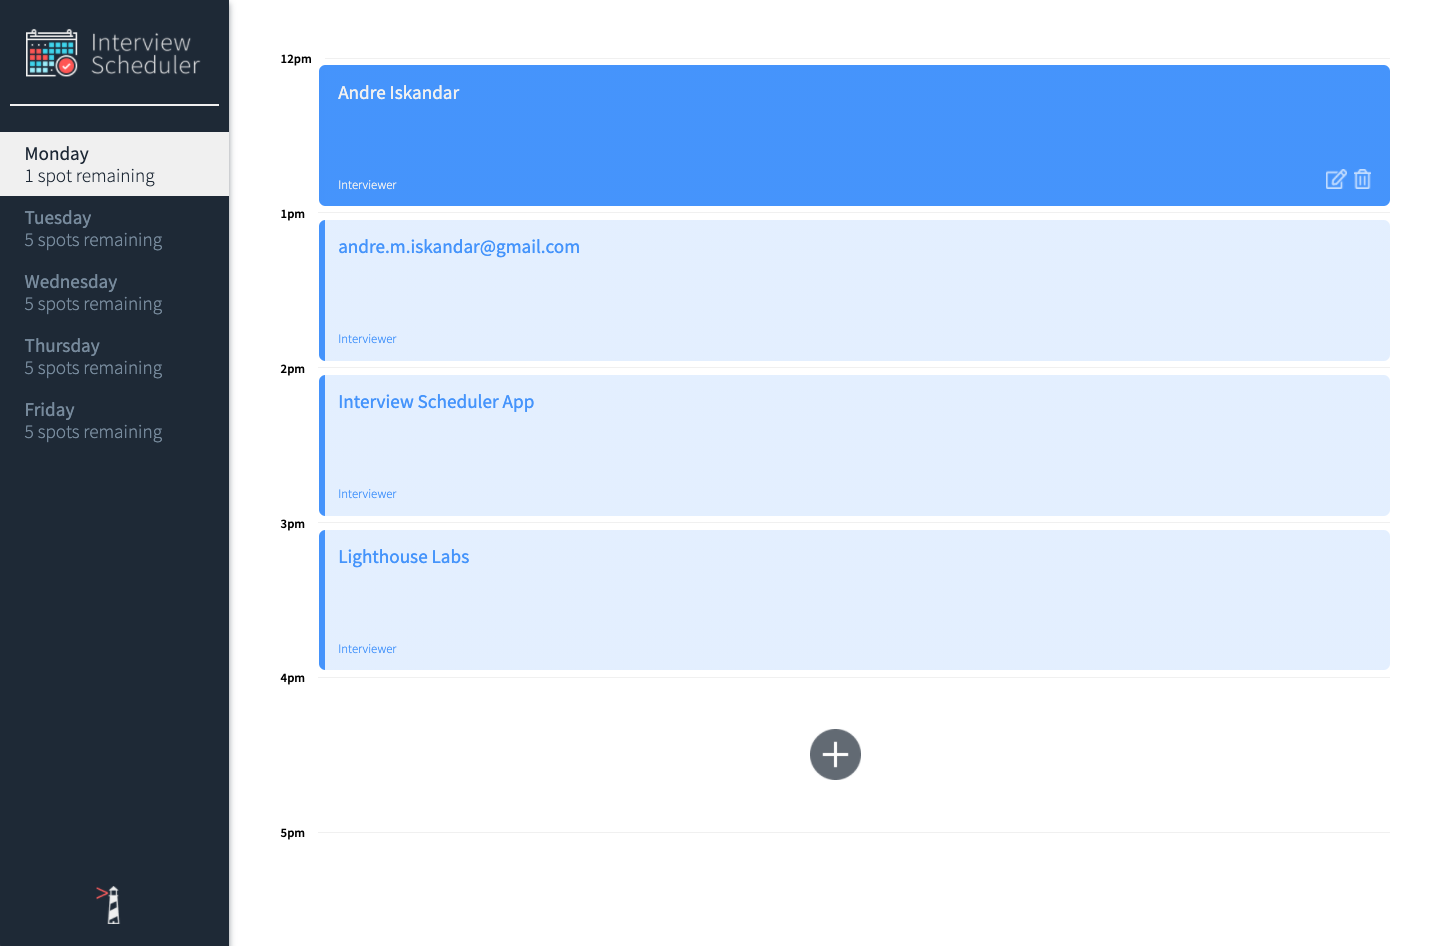 Interview
Scheduler
Monday
1 spot remaining
Tuesday
5 spots remaining
Wednesday
5 spots remaining
Thursday
5 spots remaining
Friday
5 spots remaining
12pm
Andre Iskandar
Interviewer
1pm
andre.m.iskandar@gmail.com
Interviewer
2pm
Interview Scheduler App
Interviewer
3pm
Lighthouse Labs
Interviewer
4pm
5pm